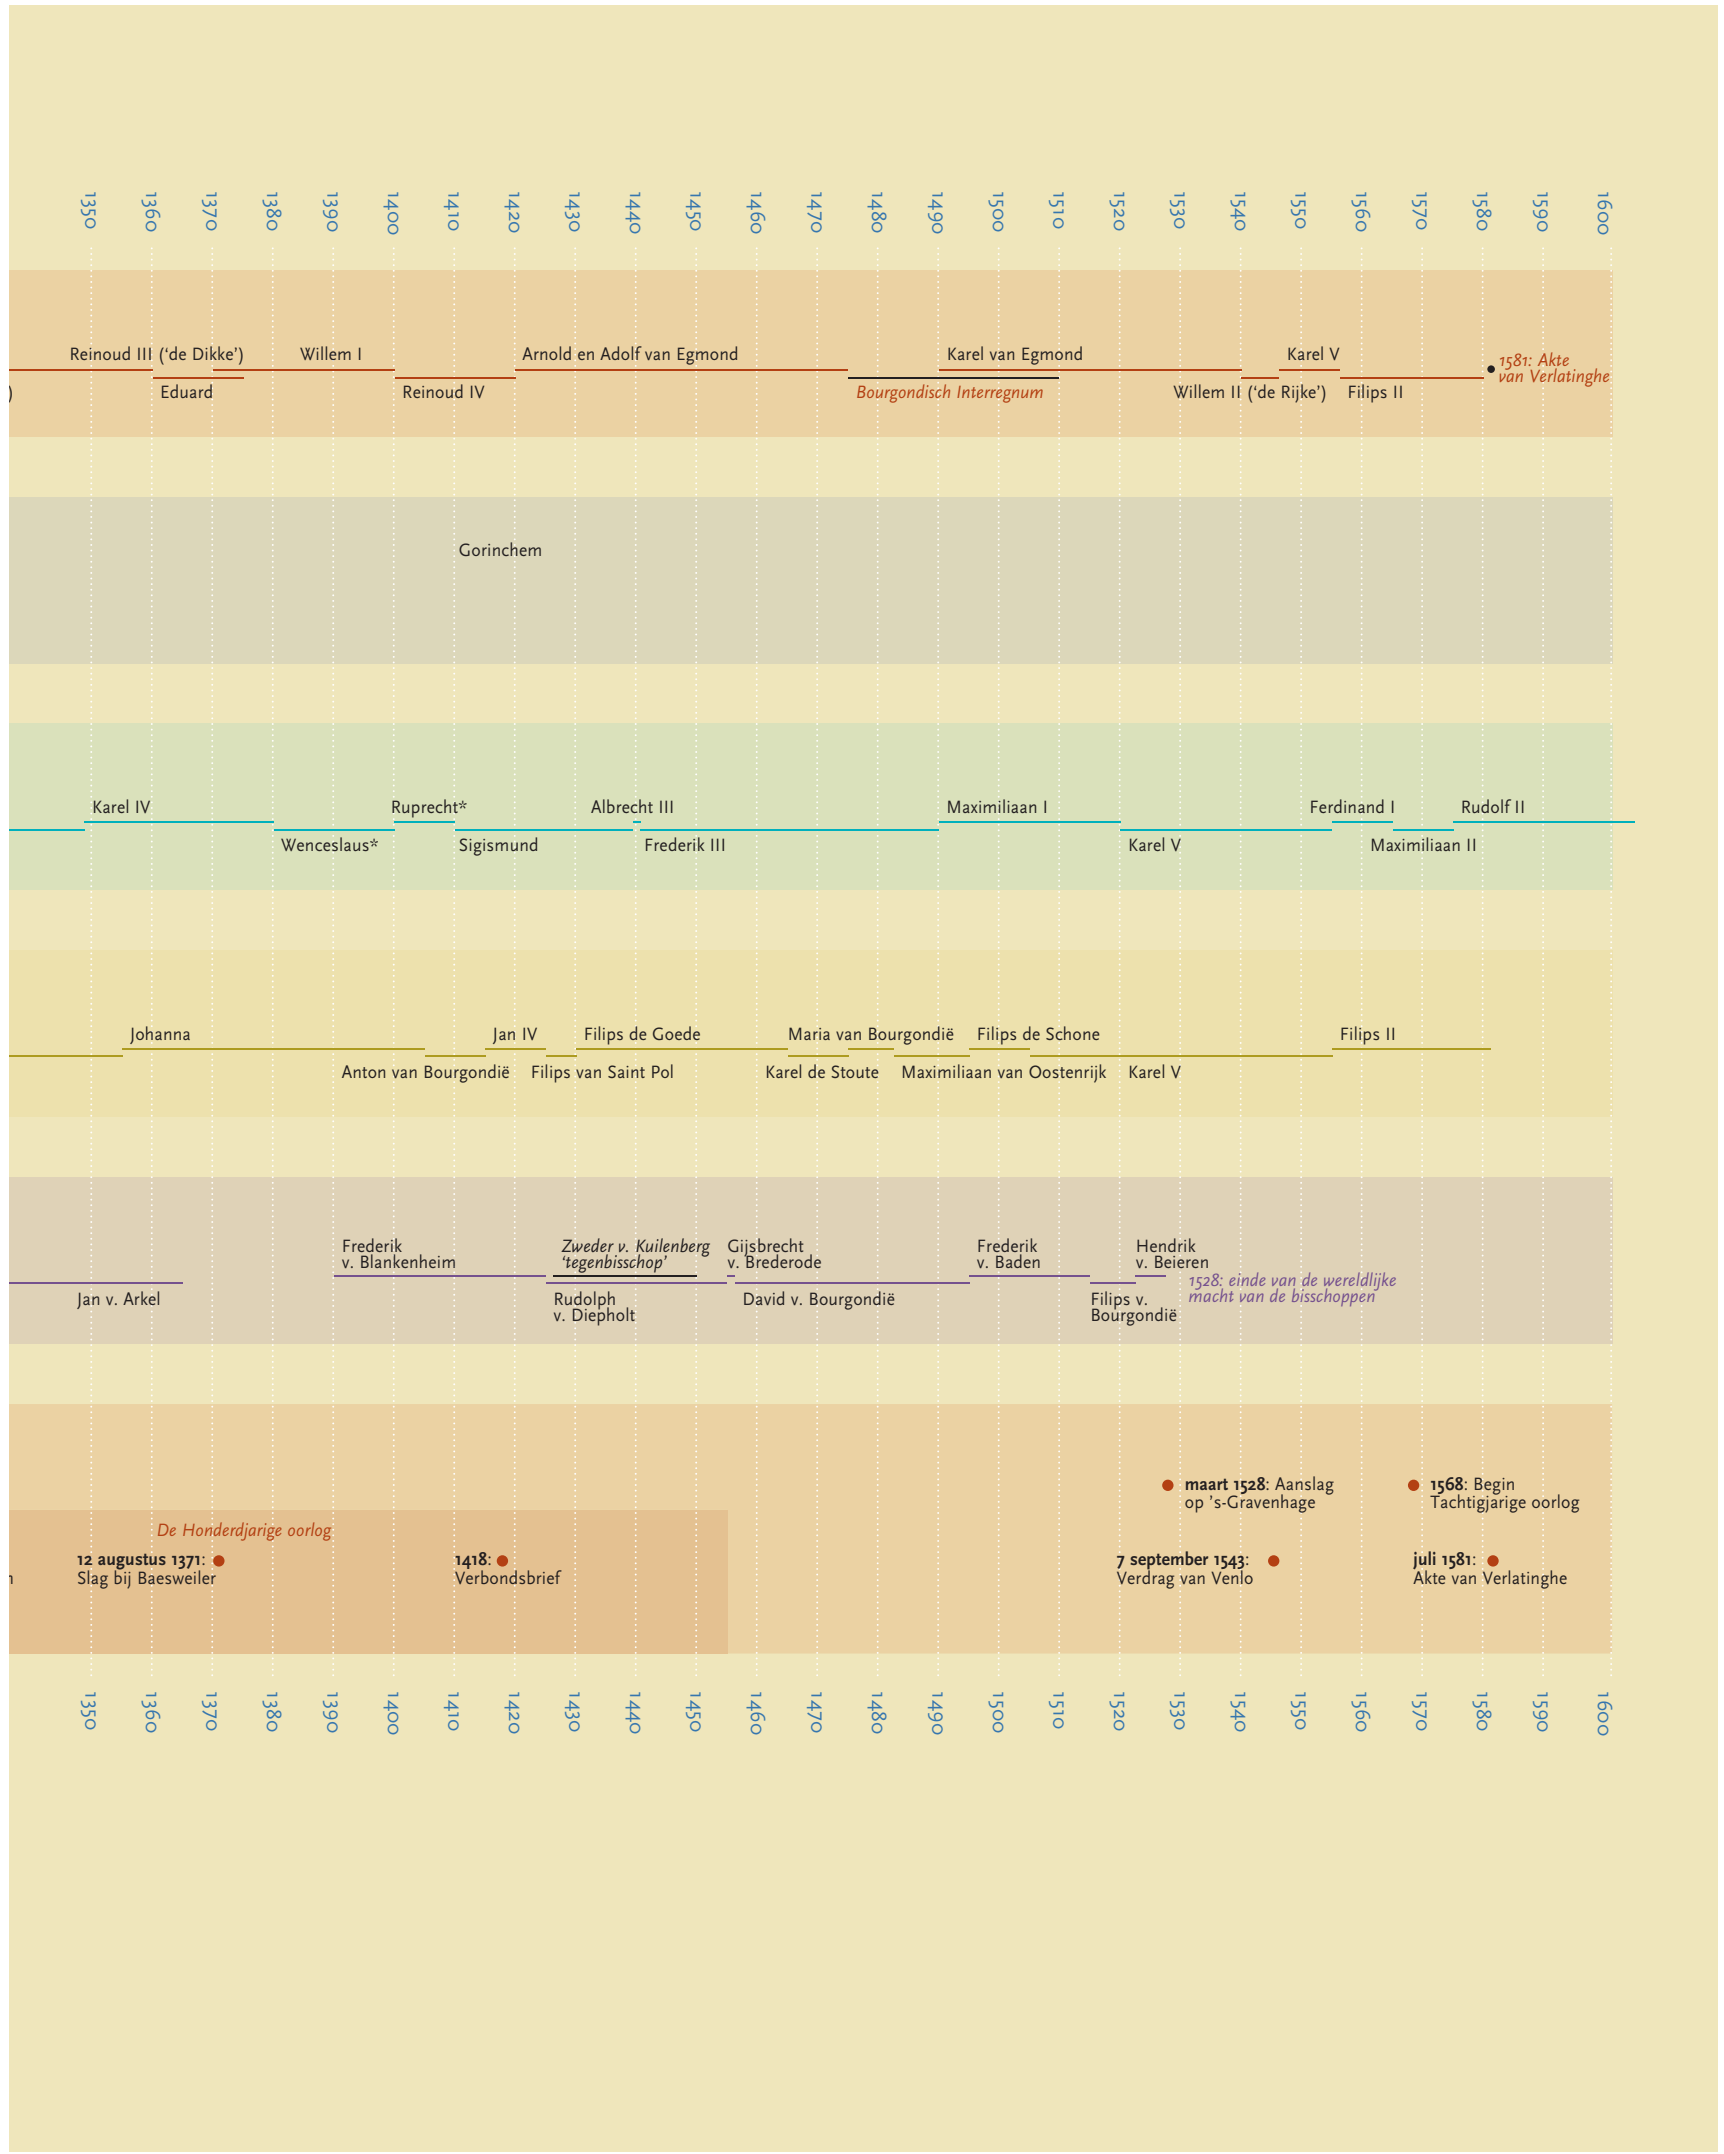 1350 1360 1370 1380 1390 1400 1410 1420 1430 1440 1450 1460 1470 1480 1490 1500 1510 1520 1530 1540 1550 1560 1570 1580 1590 1600
Reinoud III (‘de Dikke’) Willem I Arnold en Adolf van Egmond Karel van Egmond Karel V
1581: Akte
van Verlatinghe
) Eduard Reinoud IV Bourgondisch Interregnum Willem II (‘de Rijke’) Filips II
Gorinchem
Karel IV Ruprecht* Albrecht III Maximiliaan I Ferdinand I Rudolf II
Wenceslaus* Sigismund Frederik III Karel V Maximiliaan II
Johanna Jan IV Filips de Goede Maria van Bourgondië Filips de Schone Filips II
Anton van Bourgondië Filips van Saint Pol Karel de Stoute Maximiliaan van Oostenrijk Karel V
Frederik
v. Blankenheim
Zweder v. Kuilenberg
‘tegenbisschop’
Gijsbrecht
v. Brederode
Frederik
v. Baden
Hendrik
v. Beieren
1528: einde van de wereldlijke
macht van de bisschoppen
Jan v. Arkel
Rudolph
v. Diepholt
David v. Bourgondië
Filips v.
Bourgondië
maart 1528: Aanslag
op ’s-Gravenhage
1568: Begin
Tachtigjarige oorlog
De Honderdjarige oorlog
12 augustus 1371:
Slag bij Baesweiler
1418:
Verbondsbrief
7 september 1543:
Verdrag van Venlo
juli 1581:
Akte van Verlatinghe
1350 1360 1370 1380 1390 1400 1410 1420 1430 1440 1450 1460 1470 1480 1490 1500 1510 1520 1530 1540 1550 1560 1570 1580 1590 1600